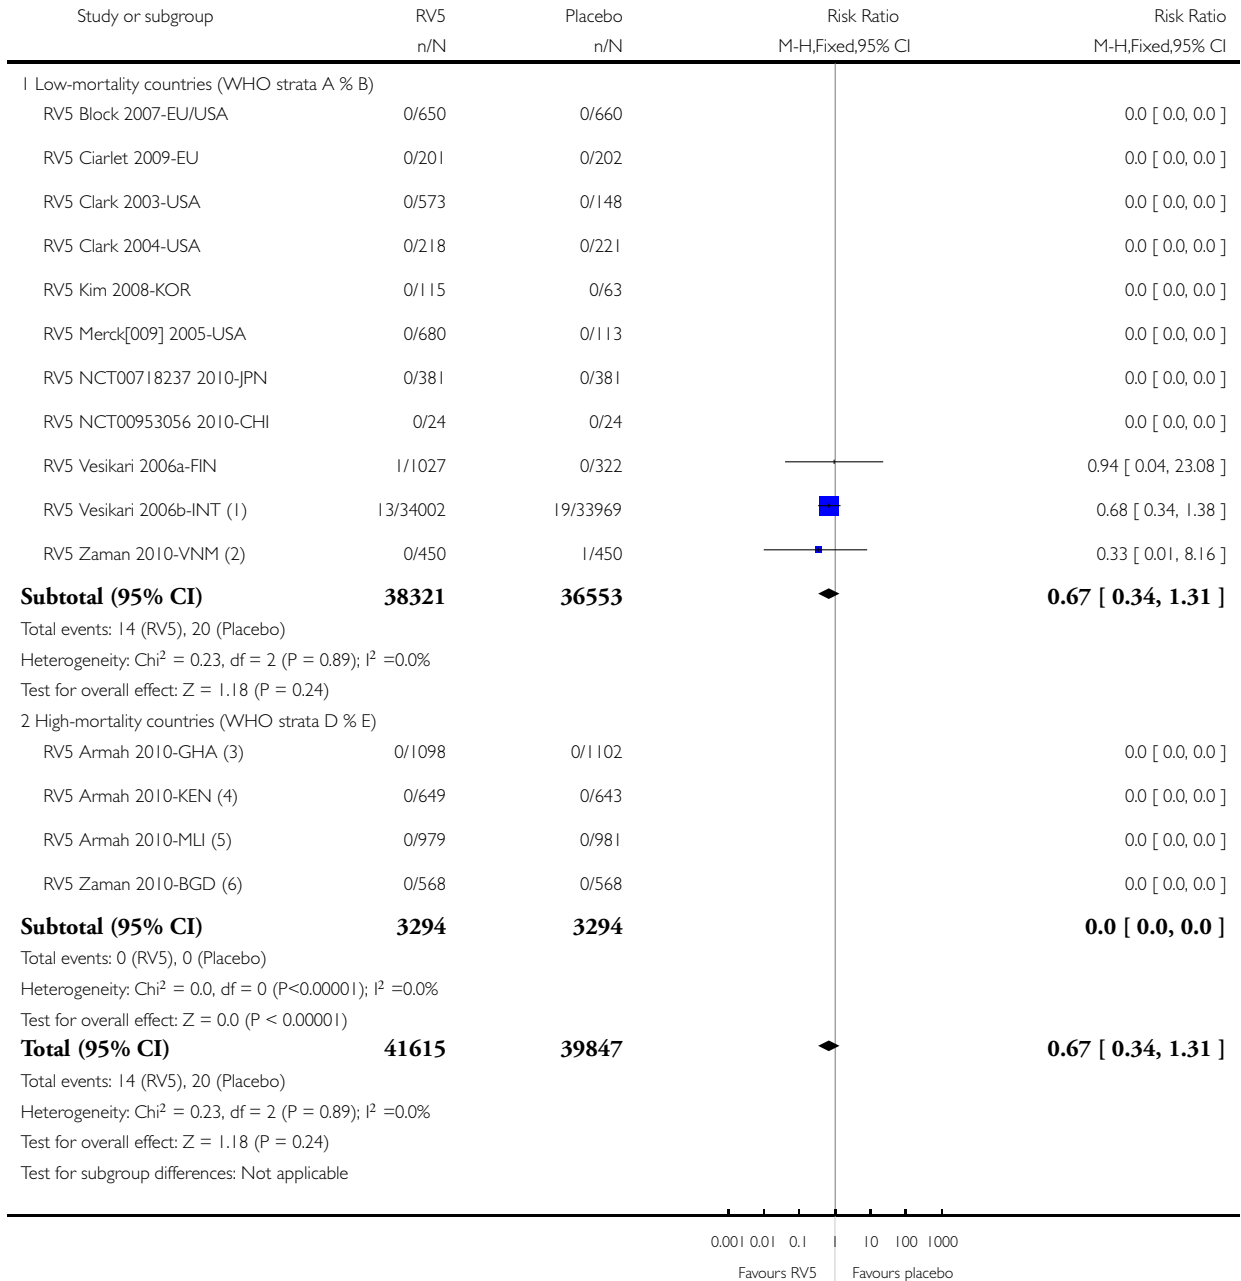 Study or subgroup RV5 Placebo Risk Ratio Risk Ratio
n/N n/N M-H,Fixed,95% CI M-H,Fixed,95% CI
1 Low-mortality countries (WHO strata A % B)
RV5 Block 2007-EU/USA 0/650 0/660 0.0 [ 0.0, 0.0 ]
RV5 Ciarlet 2009-EU 0/201 0/202 0.0 [ 0.0, 0.0 ]
RV5 Clark 2003-USA 0/573 0/148 0.0 [ 0.0, 0.0 ]
RV5 Clark 2004-USA 0/218 0/221 0.0 [ 0.0, 0.0 ]
RV5 Kim 2008-KOR 0/115 0/63 0.0 [ 0.0, 0.0 ]
RV5 Merck[009] 2005-USA 0/680 0/113 0.0 [ 0.0, 0.0 ]
RV5 NCT00718237 2010-JPN 0/381 0/381 0.0 [ 0.0, 0.0 ]
RV5 NCT00953056 2010-CHI 0/24 0/24 0.0 [ 0.0, 0.0 ]
RV5 Vesikari 2006a-FIN 1/1027 0/322 0.94 [ 0.04, 23.08 ]
RV5 Vesikari 2006b-INT (1) 13/34002 19/33969 0.68 [ 0.34, 1.38 ]
RV5 Zaman 2010-VNM (2) 0/450 1/450 0.33 [ 0.01, 8.16 ]
Subtotal (95% CI) 38321 36553 0.67 [ 0.34, 1.31 ]
Total events: 14 (RV5), 20 (Placebo)
Heterogeneity: Chi² = 0.23, df = 2 (P = 0.89); I² =0.0%
Test for overall effect: Z = 1.18 (P = 0.24)
2 High-mortality countries (WHO strata D % E)
RV5 Armah 2010-GHA (3) 0/1098 0/1102 0.0 [ 0.0, 0.0 ]
RV5 Armah 2010-KEN (4) 0/649 0/643 0.0 [ 0.0, 0.0 ]
RV5 Armah 2010-MLI (5) 0/979 0/981 0.0 [ 0.0, 0.0 ]
RV5 Zaman 2010-BGD (6) 0/568 0/568 0.0 [ 0.0, 0.0 ]
Subtotal (95% CI) 3294 3294 0.0 [ 0.0, 0.0 ]
Total events: 0 (RV5), 0 (Placebo)
Heterogeneity: Chi² = 0.0, df = 0 (P<0.00001); I² =0.0%
Test for overall effect: Z = 0.0 (P < 0.00001)
Total (95% CI) 41615 39847 0.67 [ 0.34, 1.31 ]
Total events: 14 (RV5), 20 (Placebo)
Heterogeneity: Chi² = 0.23, df = 2 (P = 0.89); I² =0.0%
Test for overall effect: Z = 1.18 (P = 0.24)
Test for subgroup differences: Not applicable
0.001 0.01 0.1 1 10 100 1000
Favours RV5 Favours placebo